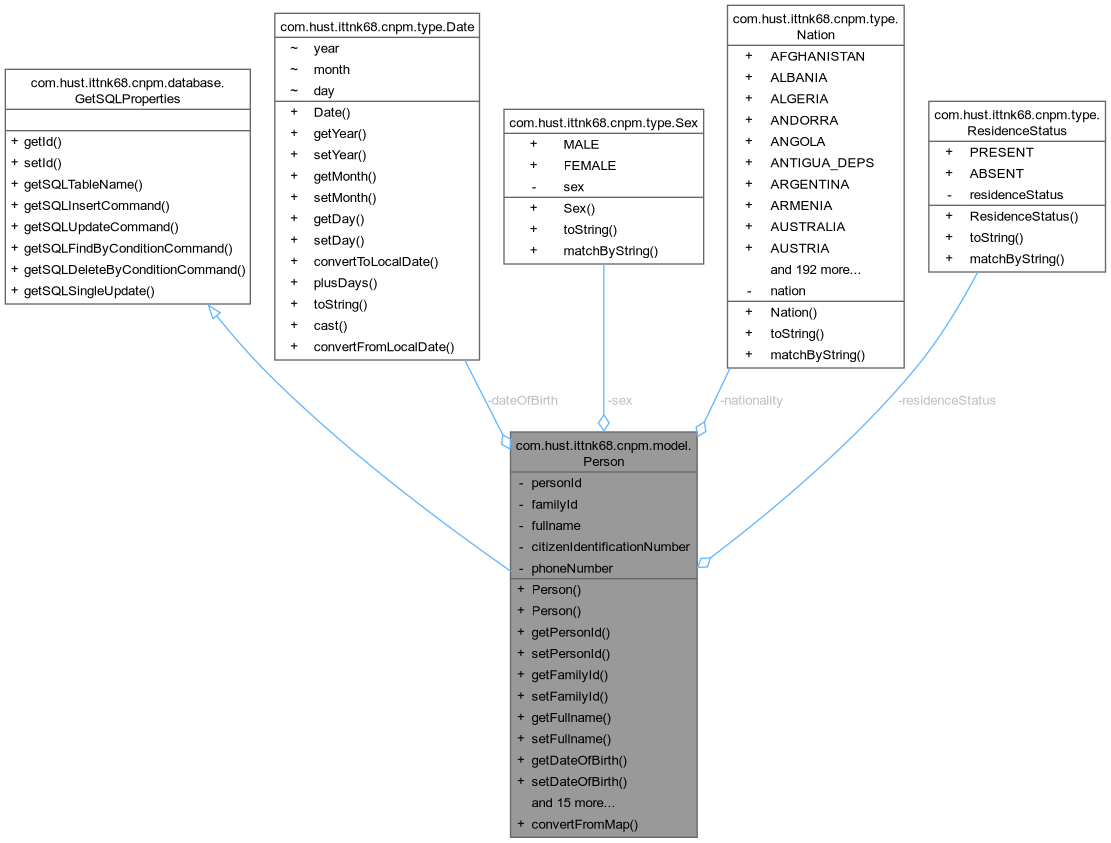 com.hust.ittnk68.cnpm.database.
GetSQLProperties
+ getId()
+ setId()
+ getSQLTableName()
+ getSQLInsertCommand()
+ getSQLUpdateCommand()
+ getSQLFindByConditionCommand()
+ getSQLDeleteByConditionCommand()
+ getSQLSingleUpdate()
com.hust.ittnk68.cnpm.type.Date
~ year
~ month
~ day
+ Date()
+ getYear()
+ setYear()
+ getMonth()
+ setMonth()
+ getDay()
+ setDay()
+ convertToLocalDate()
+ plusDays()
+ toString()
+ cast()
+ convertFromLocalDate()
com.hust.ittnk68.cnpm.type.Sex
+ MALE
+ FEMALE
- sex
+ Sex()
+ toString()
+ matchByString()
com.hust.ittnk68.cnpm.type.
Nation
+ AFGHANISTAN
+ ALBANIA
+ ALGERIA
+ ANDORRA
+ ANGOLA
+ ANTIGUA_DEPS
+ ARGENTINA
+ ARMENIA
+ AUSTRALIA
+ AUSTRIA
and 192 more...
- nation
+ Nation()
+ toString()
+ matchByString()
com.hust.ittnk68.cnpm.type.
ResidenceStatus
+ PRESENT
+ ABSENT
- residenceStatus
+ ResidenceStatus()
+ toString()
+ matchByString()
-dateOfBirth
-sex
-nationality
-residenceStatus
com.hust.ittnk68.cnpm.model.
Person
- personId
- familyId
- fullname
- citizenIdentificationNumber
- phoneNumber
+ Person()
+ Person()
+ getPersonId()
+ setPersonId()
+ getFamilyId()
+ setFamilyId()
+ getFullname()
+ setFullname()
+ getDateOfBirth()
+ setDateOfBirth()
and 15 more...
+ convertFromMap()